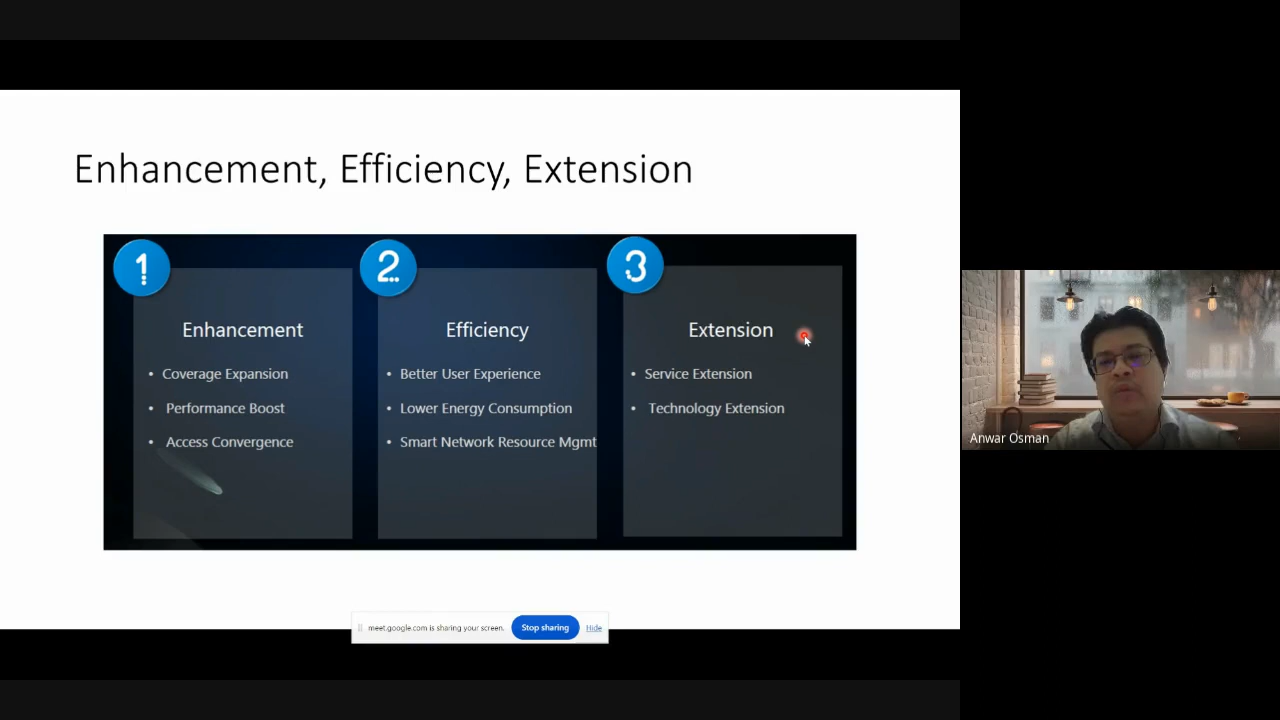 Enhancement, Efficiency, Extension
1
Enhancement
• Coverage Expansion
• Performance Boost
• Access Convergence
2
Efficiency
• Better User Experience
• Lower Energy Consumption
• Smart Network Resource Mgmt
3
Extension
• Service Extension
• Technology Extension
Anwar Osman
meet.google.com is sharing your screen.
Stop sharing
Hide